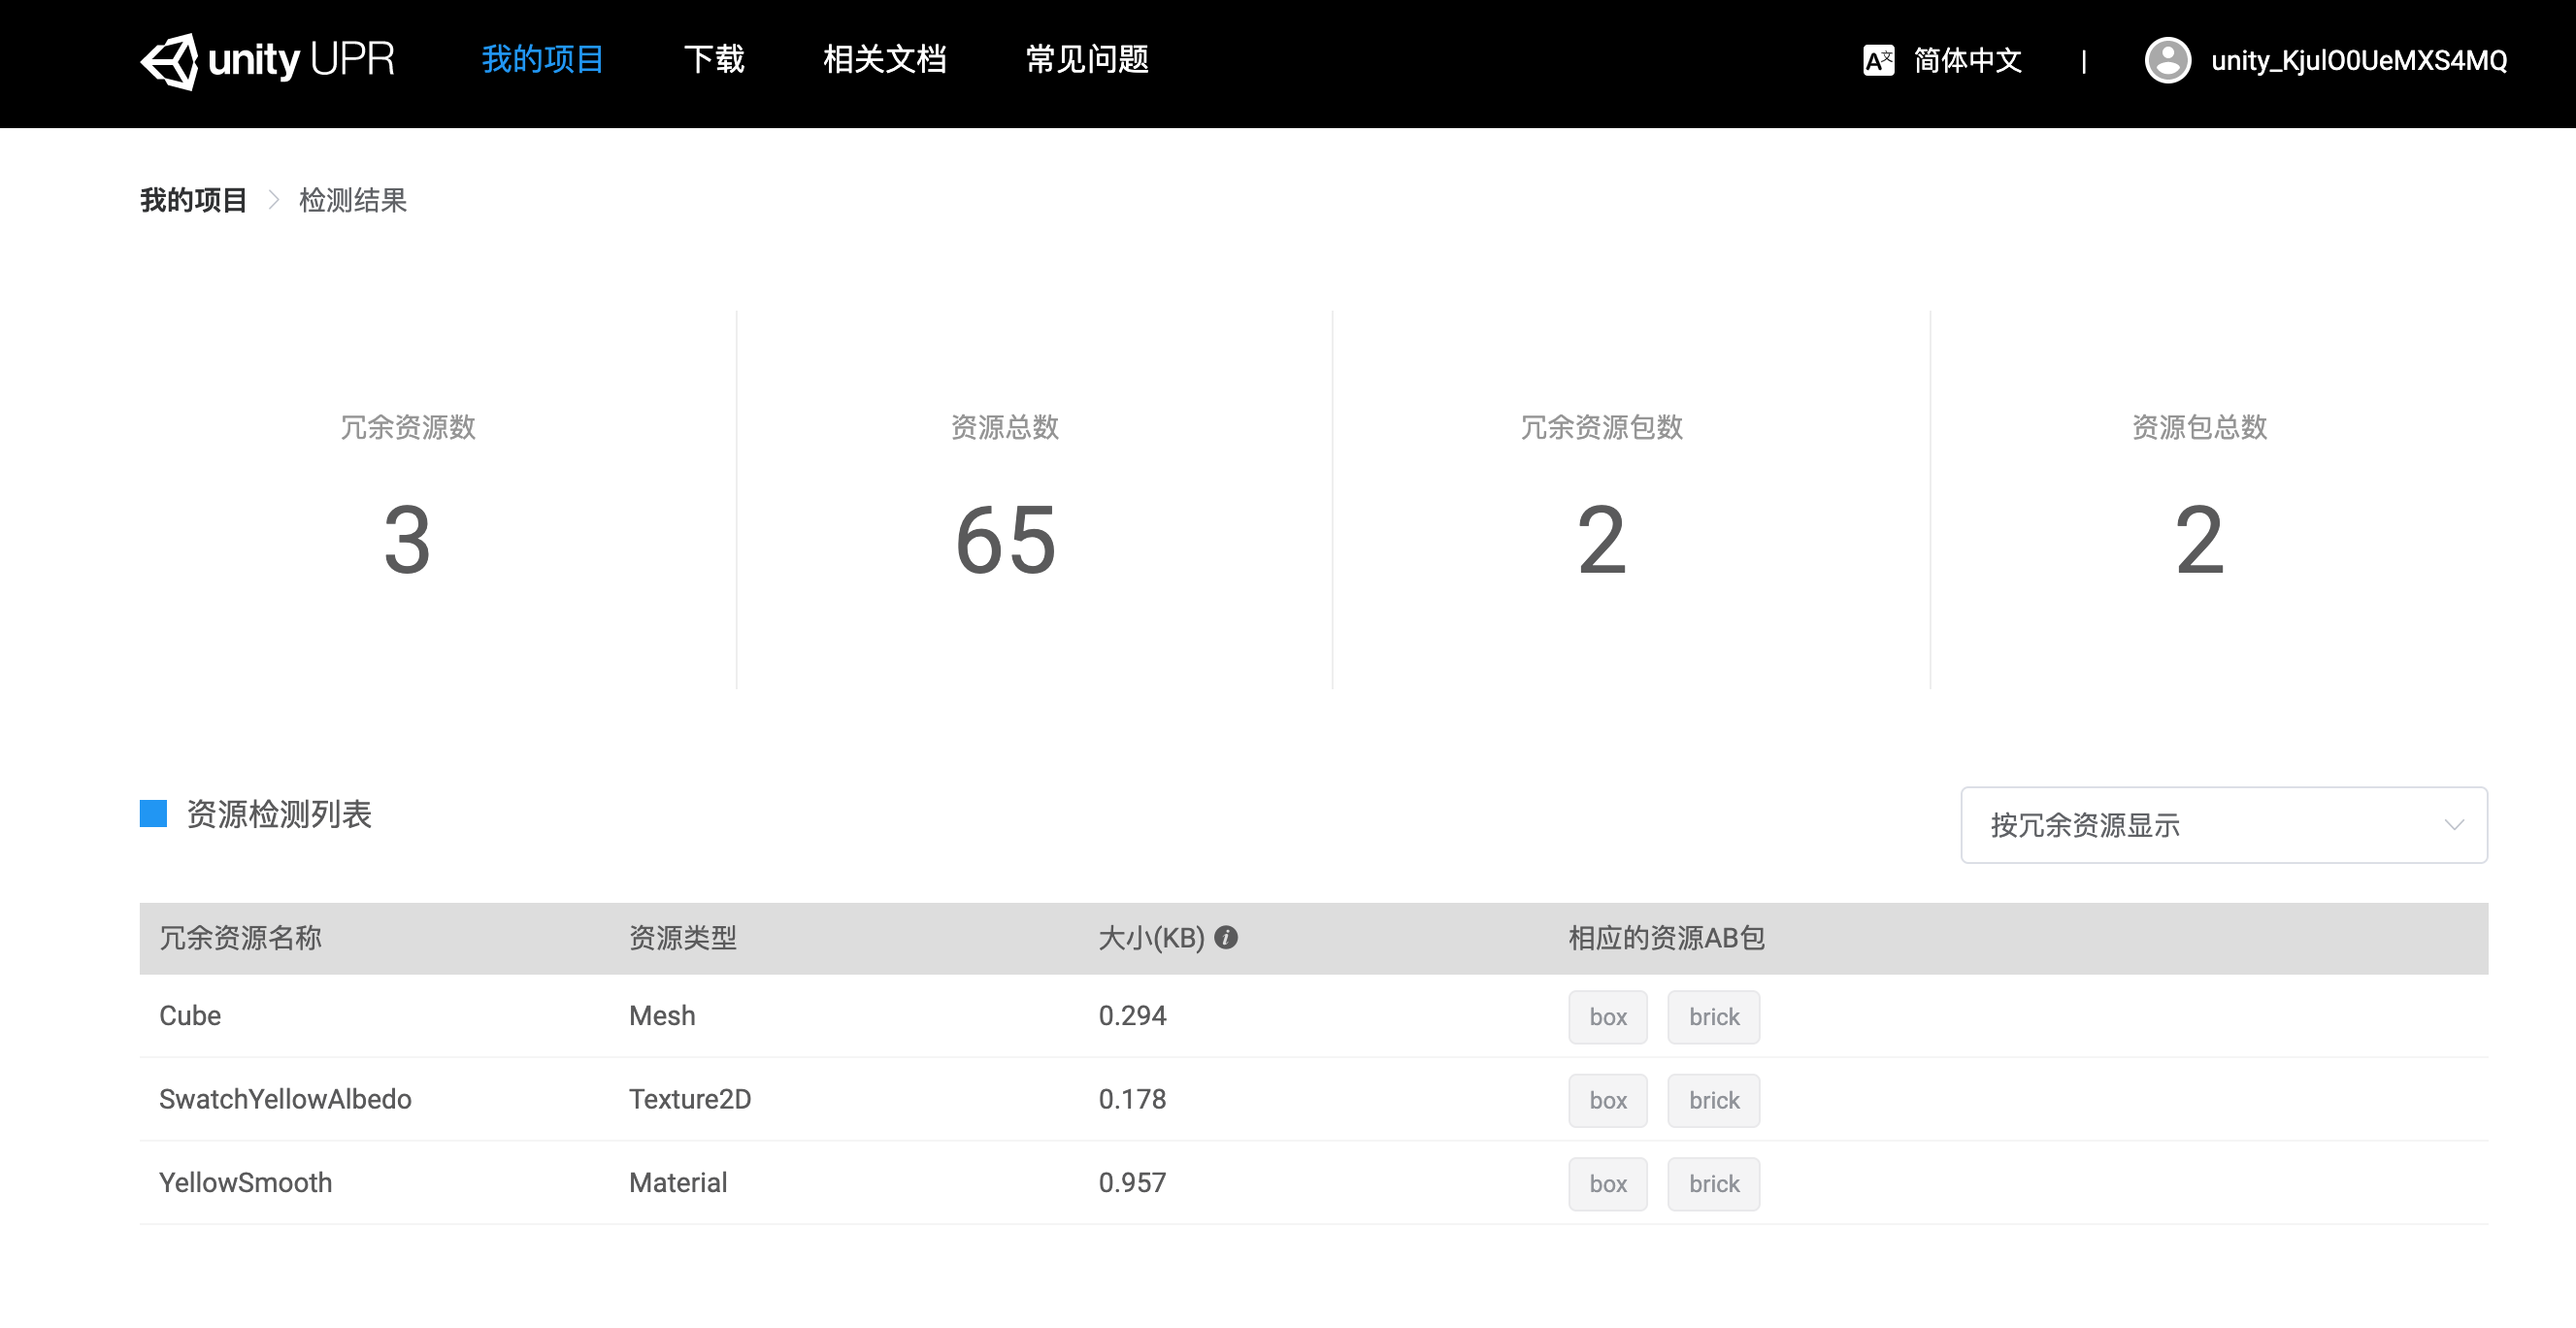 unity UPR 我的项目 下载 相关文档 常见问题 简体中文 | unity_KjulO0UeMXS4MQ
我的项目 > 检测结果
冗余资源数 资源总数 冗余资源包数 资源包总数
3 65 2 2
资源检测列表 按冗余资源显示
冗余资源名称 资源类型 大小(KB) 相应的资源AB包
Cube Mesh 0.294 box brick
SwatchYellowAlbedo Texture2D 0.178 box brick
YellowSmooth Material 0.957 box brick